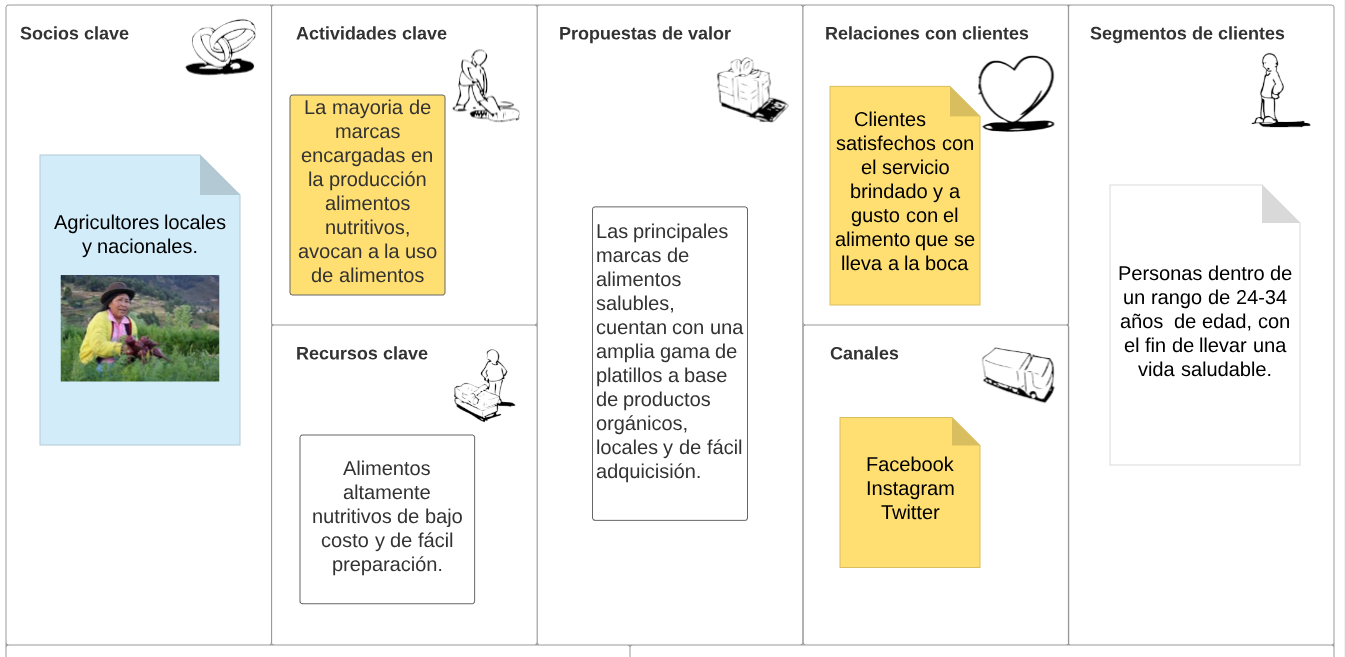 Socios clave
Agricultores locales
y nacionales.
Actividades clave
La mayoria de
marcas
encargadas en
la producción
alimentos
nutritivos,
avocan a la uso
de alimentos
Recursos clave
Alimentos
altamente
nutritivos de bajo
costo y de fácil
preparación.
Propuestas de valor
Las principales
marcas de
alimentos
salubles,
cuentan con una
amplia gama de
platillos a base
de productos
orgánicos,
locales y de fácil
adquicisión.
Relaciones con clientes
Clientes
satisfechos con
el servicio
brindado y a
gusto con el
alimento que se
lleva a la boca
Canales
Facebook
Instagram
Twitter
Segmentos de clientes
Personas dentro de
un rango de 24-34
años  de edad, con
el fin de llevar una
vida saludable.